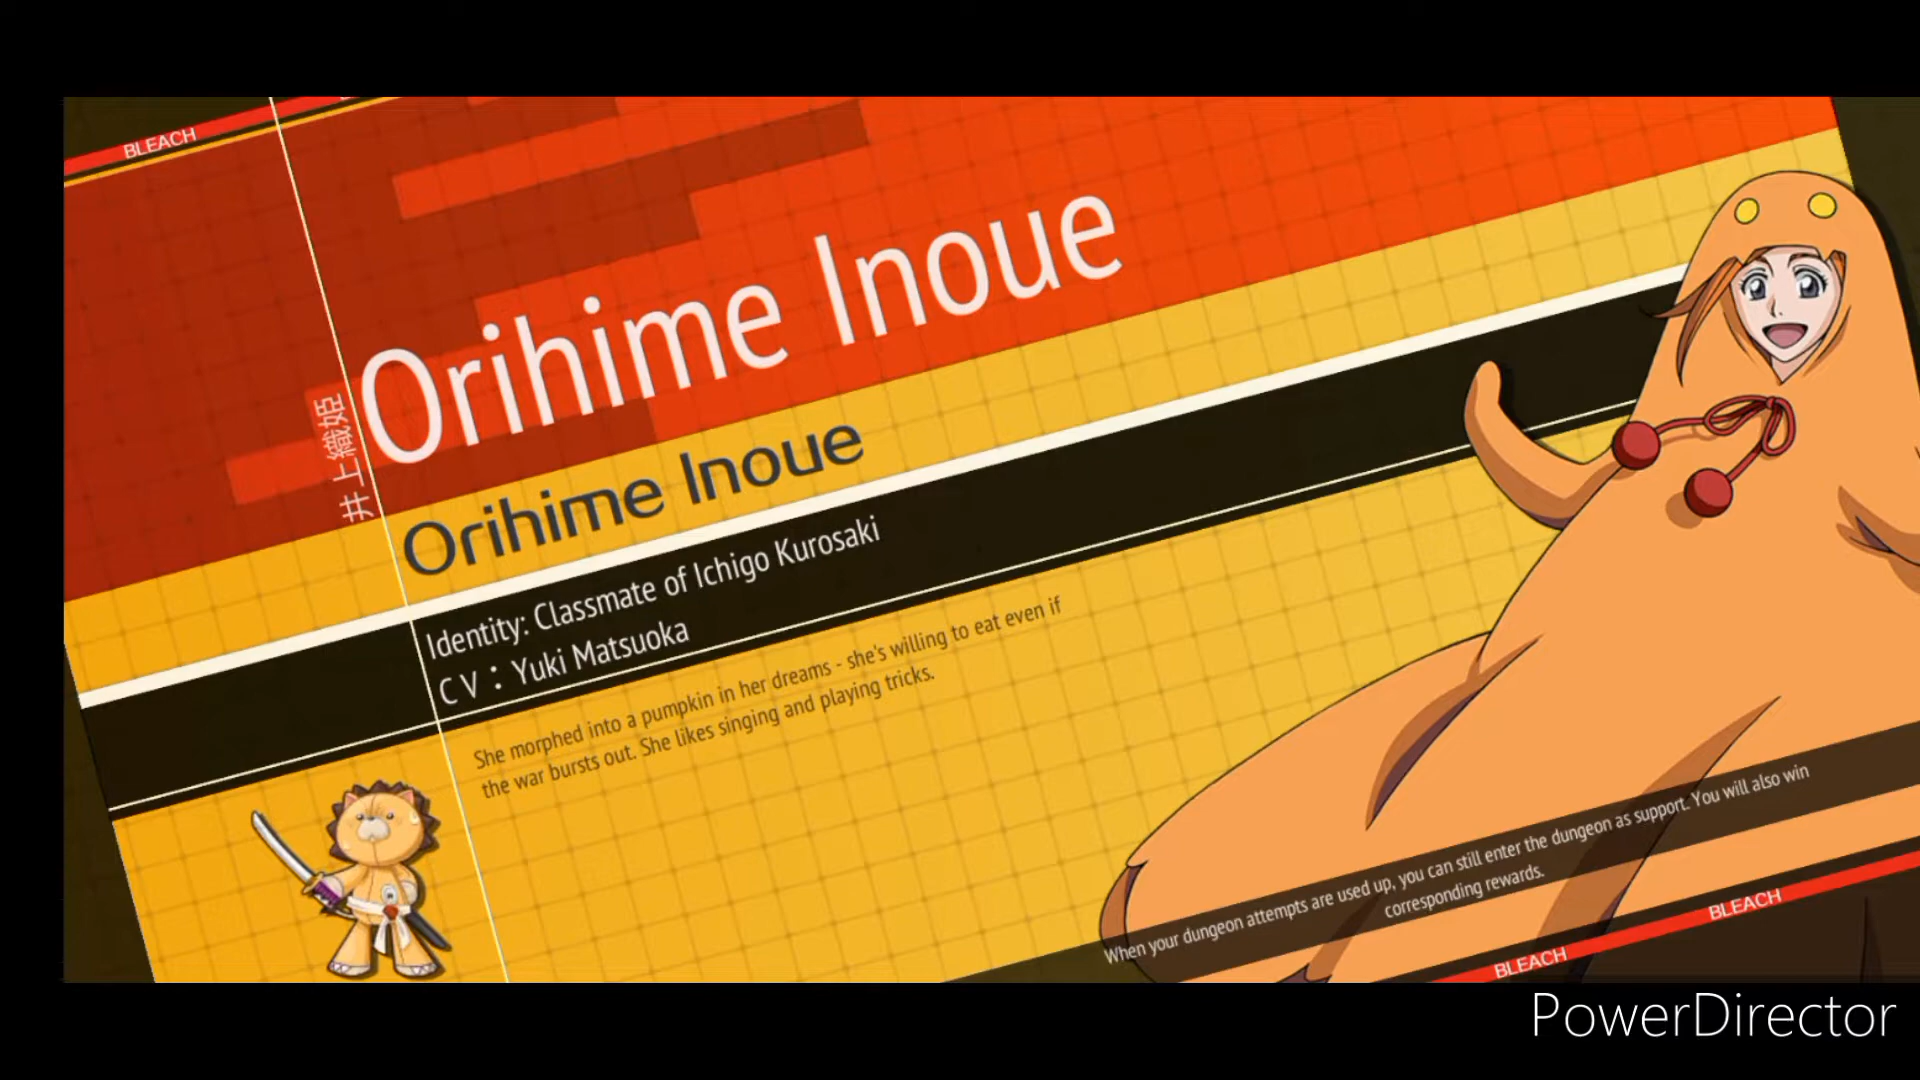 BLEACH
Orihime Inoue
井上織姫
Orihime Inoue
Identity: Classmate of Ichigo Kurosaki
CV：Yuki Matsuoka
She morphed into a pumpkin in her dreams - she's willing to eat even if
the war bursts out. She likes singing and playing tricks.
When your dungeon attempts are used up, you can still enter the dungeon as support. You will also win
corresponding rewards.
BLEACH
BLEACH
PowerDirector